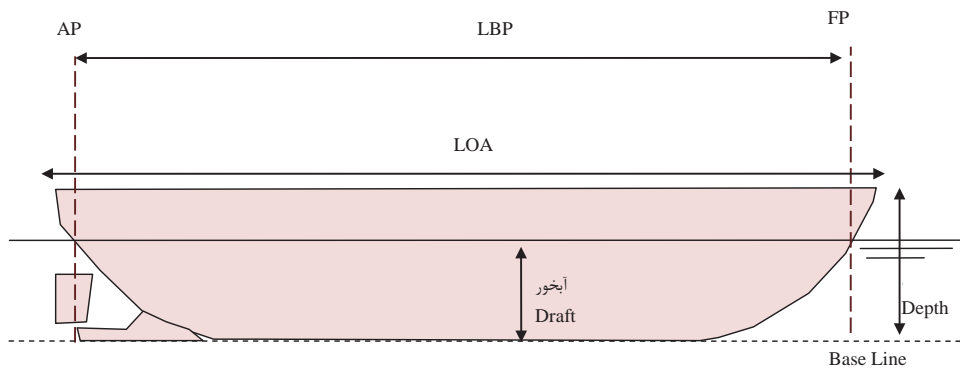 AP
LBP
FP
LOA
آبخور
Draft
Depth
Base Line